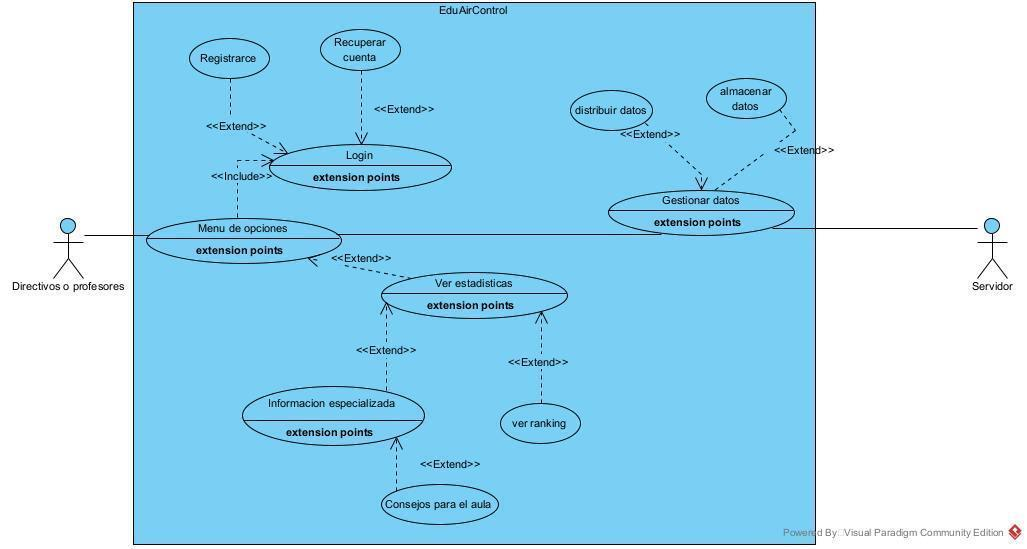 EduAirControl
Registrarce
Recuperar
cuenta
<<Extend>>
<<Extend>>
distribuir datos
almacenar
datos
<<Extend>>
<<Extend>>
Login
extension points
<<Include>>
Gestionar datos
extension points
Menu de opciones
extension points
Directivos o profesores
Servidor
<<Extend>>
Ver estadisticas
extension points
<<Extend>>
<<Extend>>
Informacion especializada
extension points
ver ranking
<<Extend>>
Consejos para el aula
Powered By Visual Paradigm Community Edition